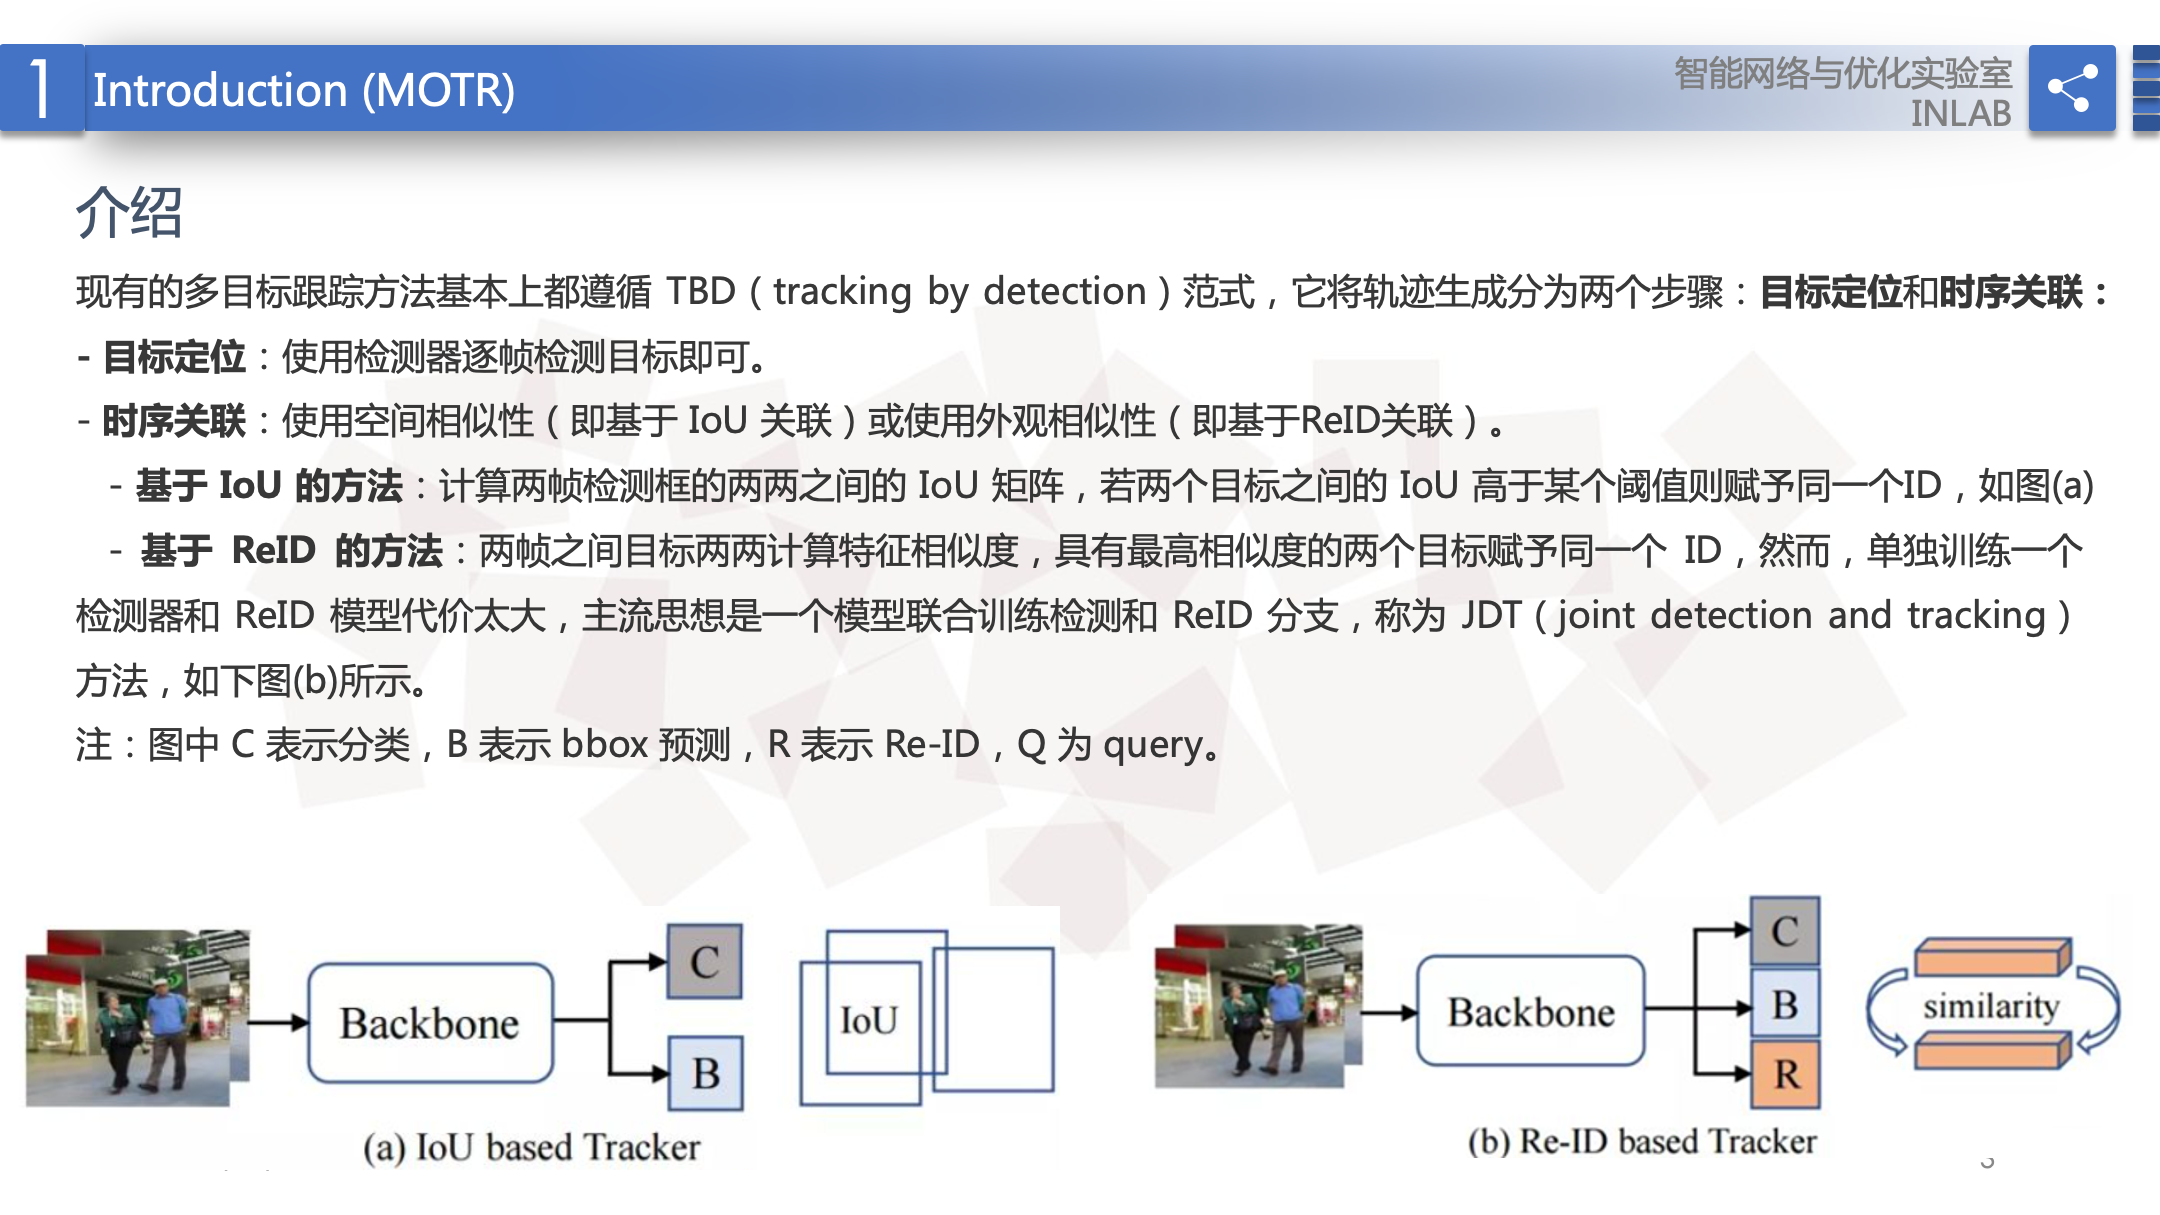 1 Introduction (MOTR)
智能网络与优化实验室
INLAB
介绍
现有的多目标跟踪方法基本上都遵循 TBD（tracking by detection）范式，它将轨迹生成分为两个步骤：目标定位和时序关联：
- 目标定位：使用检测器逐帧检测目标即可。
- 时序关联：使用空间相似性（即基于 IoU 关联）或使用外观相似性（即基于ReID关联）。
- 基于 IoU 的方法：计算两帧检测框的两两之间的 IoU 矩阵，若两个目标之间的 IoU 高于某个阈值则赋予同一个ID，如图(a)
- 基于 ReID 的方法：两帧之间目标两两计算特征相似度，具有最高相似度的两个目标赋予同一个 ID，然而，单独训练一个
检测器和 ReID 模型代价太大，主流思想是一个模型联合训练检测和 ReID 分支，称为 JDT（joint detection and tracking）
方法，如下图(b)所示。
注：图中 C 表示分类，B 表示 bbox 预测，R 表示 Re-ID，Q 为 query。
Backbone
C
B
IoU
(a) IoU based Tracker
Backbone
C
B
R
similarity
(b) Re-ID based Tracker